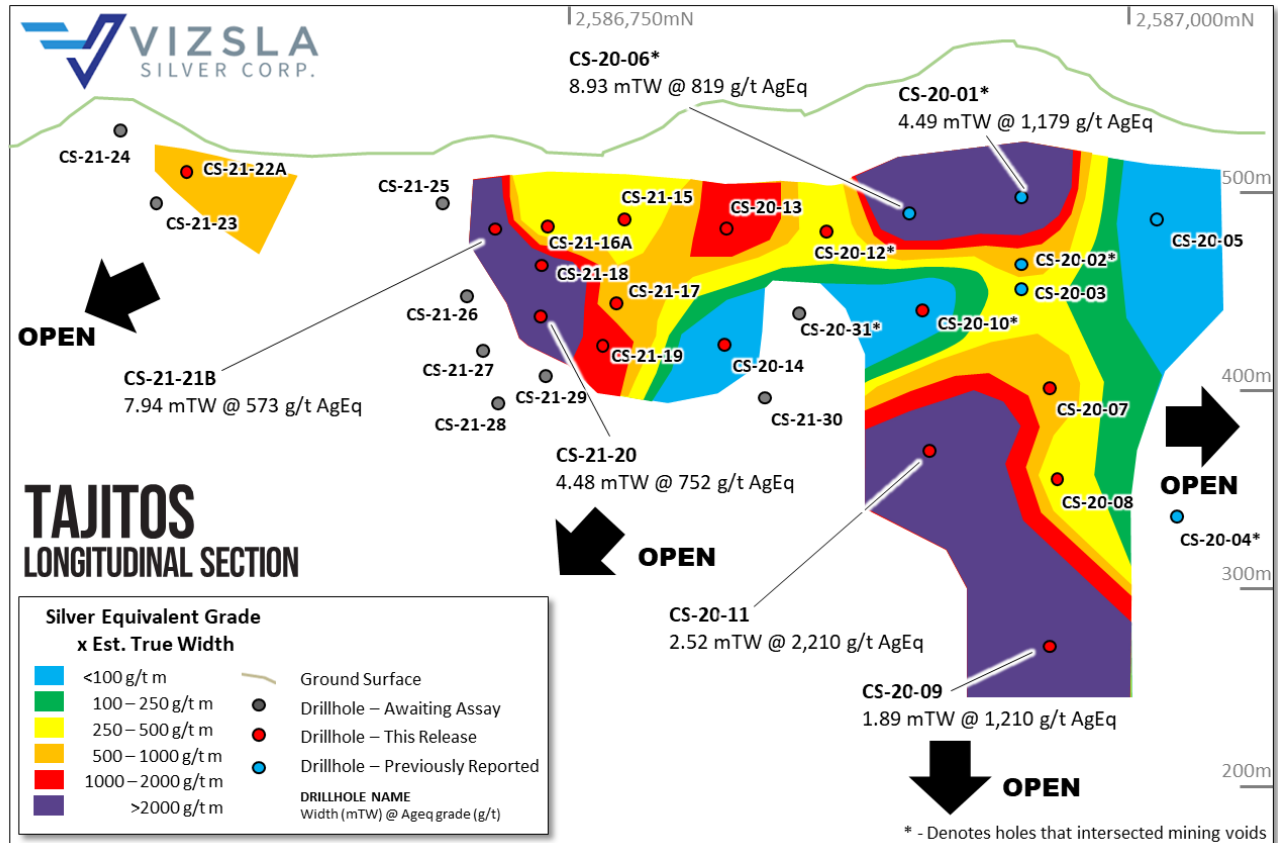 VIZSLA
SILVER CORP.
2,586,750mN
2,587,000mN
CS-20-06*
8.93 mTW @ 819 g/t AgEq
CS-20-01*
4.49 mTW @ 1,179 g/t AgEq
CS-21-24
CS-21-22A
CS-21-23
CS-21-25
CS-21-15
CS-20-13
500m
CS-21-16A
CS-20-12*
CS-20-05
CS-21-18
CS-20-02*
CS-21-17
CS-20-03
CS-21-26
CS-20-31*
CS-20-10*
OPEN
CS-21-19
CS-20-14
CS-21-27
CS-21-21B
7.94 mTW @ 573 g/t AgEq
CS-21-29
400m
CS-21-28
CS-21-30
CS-20-07
CS-21-20
4.48 mTW @ 752 g/t AgEq
OPEN
CS-20-08
CS-20-04*
TAJITOS
LONGITUDINAL SECTION
OPEN
300m
CS-20-11
2.52 mTW @ 2,210 g/t AgEq
CS-20-09
1.89 mTW @ 1,210 g/t AgEq
200m
OPEN
Silver Equivalent Grade
x Est. True Width
<100 g/t m
100 – 250 g/t m
250 – 500 g/t m
500 – 1000 g/t m
1000 – 2000 g/t m
>2000 g/t m
Ground Surface
Drillhole – Awaiting Assay
Drillhole – This Release
Drillhole – Previously Reported
DRILLHOLE NAME
Width (mTW) @ Ageq grade (g/t)
* - Denotes holes that intersected mining voids